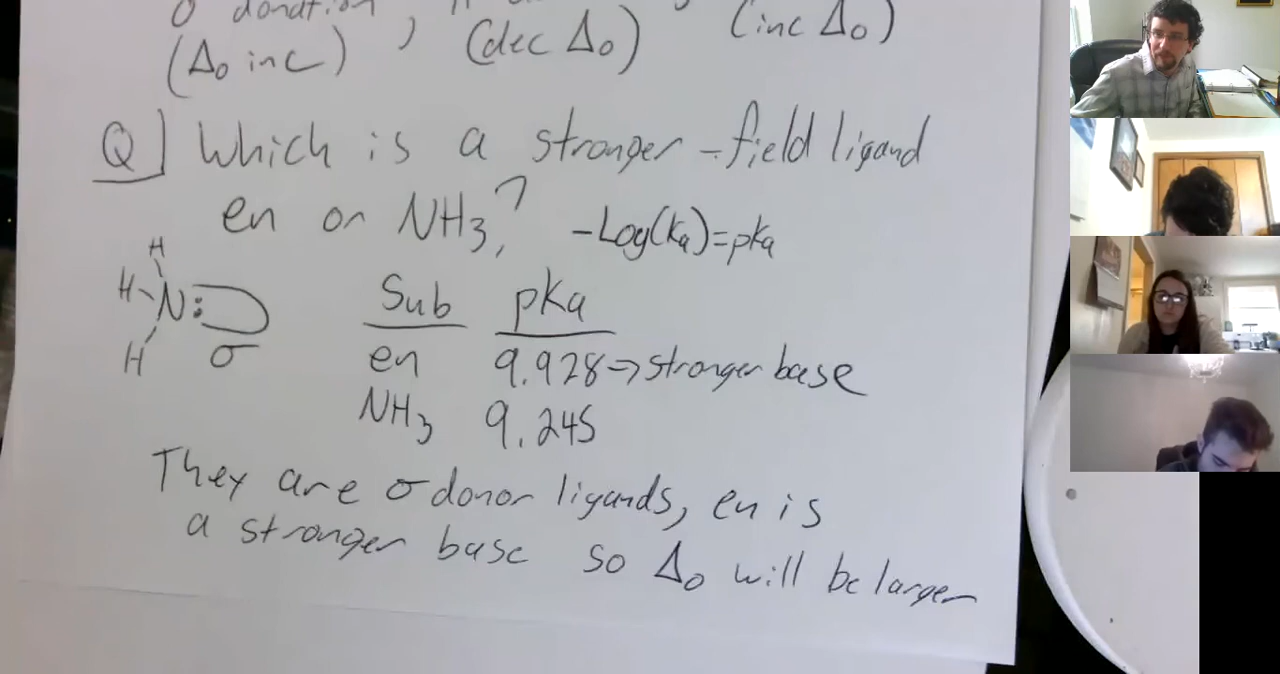 σ donation,
(Δo inc) , (dec Δo) (inc Δo)
Q] Which is a stronger-field ligand
en or NH3? -Log(ka)=pka
H
H N: σ
H
Sub pKa
en 9.928→stronger base
NH3 9.245
They are σ donor ligands, en is
a stronger base so Δo will be larger